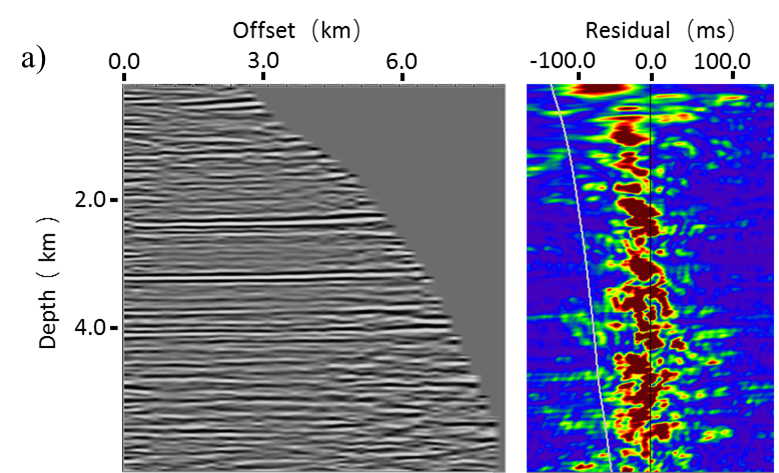 Offset （km）
Residual （ms）
a)
0.0 3.0 6.0
-100.0 0.0 100.0
2.0
4.0
Depth（ km ）